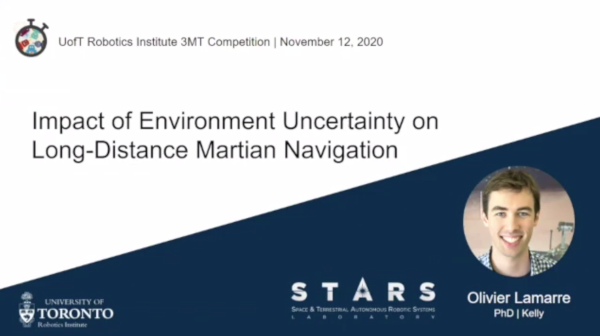 UofT Robotics Institute 3MT Competition | November 12, 2020
Impact of Environment Uncertainty on
Long-Distance Martian Navigation
UNIVERSITY OF
TORONTO
Robotics Institute
STARS
SPACE & TERRESTRIAL AUTONOMOUS ROBOTIC SYSTEMS
LABORATORY
Olivier Lamarre
PhD | Kelly